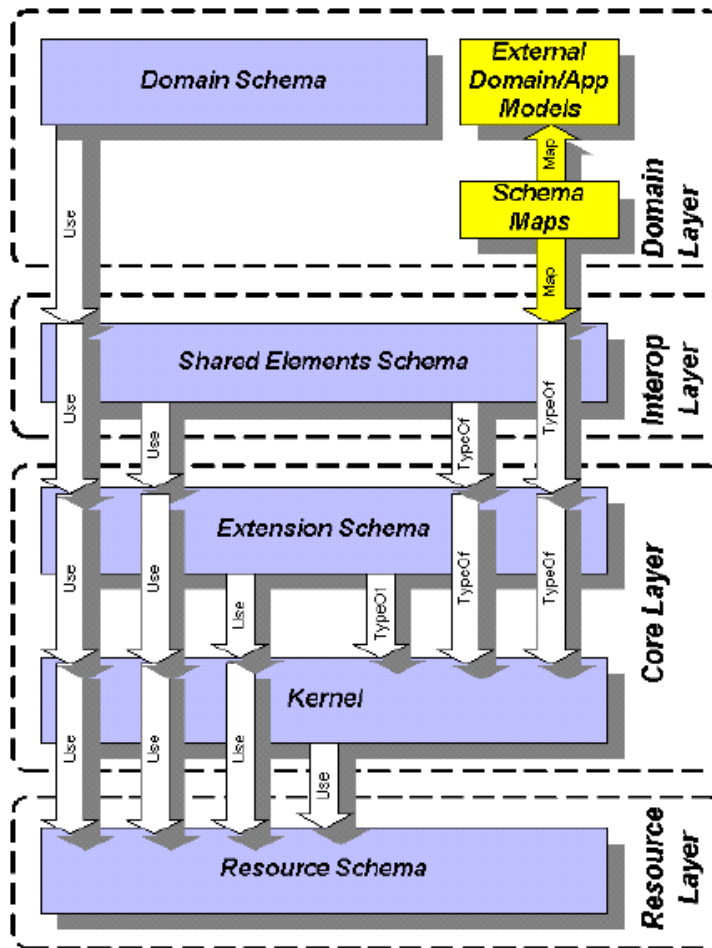 Domain Schema
External
Domain/App
Models
Map
Schema
Maps
Map
Use
Domain
Layer
Shared Elements Schema
Use
Use
TypeOf
TypeOf
Interop
Layer
Extension Schema
Use
Use
Use
TypeOf
TypeOf
TypeOf
Core Layer
Kernel
Use
Use
Use
Use
Resource Schema
Resource
Layer